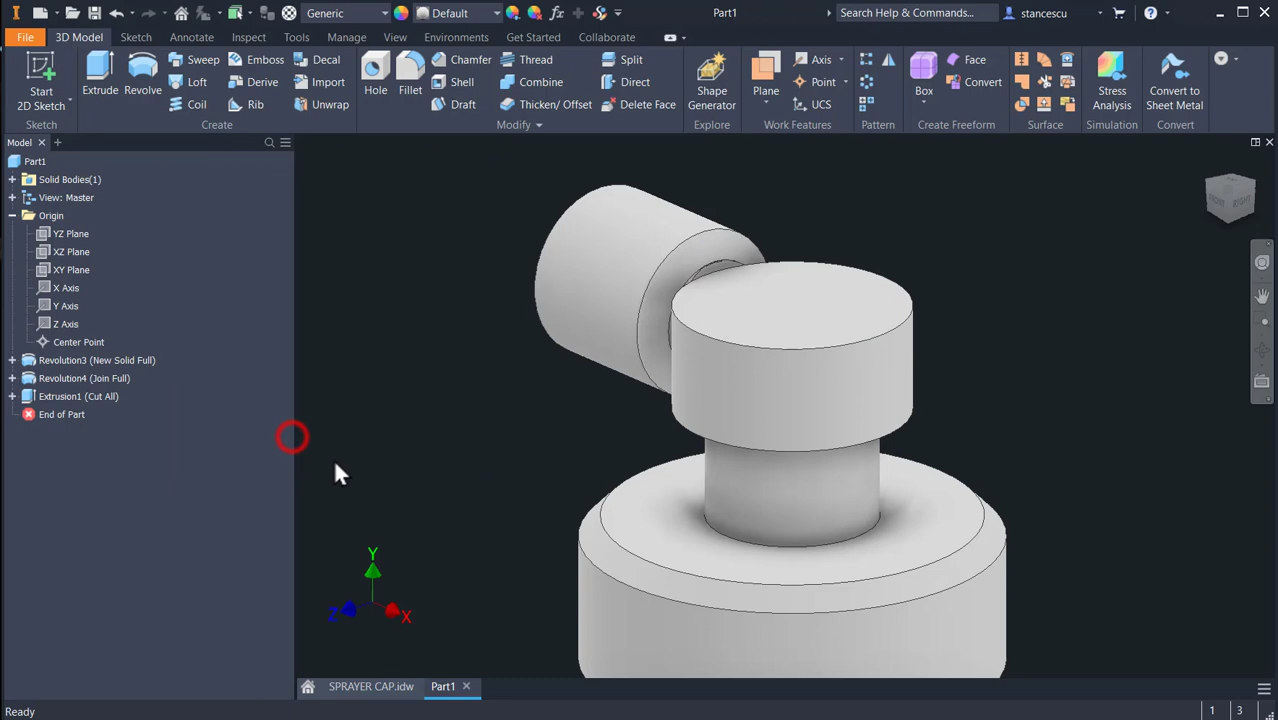 Generic
Default
fx
Part1
Search Help & Commands...
stancescu
File
3D Model
Sketch
Annotate
Inspect
Tools
Manage
View
Environments
Get Started
Collaborate
Start
2D Sketch
Extrude
Revolve
Sweep
Loft
Coil
Emboss
Derive
Rib
Decal
Import
Unwrap
Hole
Fillet
Chamfer
Shell
Draft
Thread
Combine
Thicken/ Offset
Split
Direct
Delete Face
Shape
Generator
Plane
Axis
Point
UCS
Box
Face
Convert
Stress
Analysis
Convert to
Sheet Metal
Sketch
Create
Modify
Explore
Work Features
Pattern
Create Freeform
Surface
Simulation
Convert
Model
Part1
Solid Bodies(1)
View: Master
Origin
YZ Plane
XZ Plane
XY Plane
X Axis
Y Axis
Z Axis
Center Point
Revolution3 (New Solid Full)
Revolution4 (Join Full)
Extrusion1 (Cut All)
End of Part
FRONT
RIGHT
Y
Z
X
SPRAYER CAP.idw
Part1
Ready
1
3